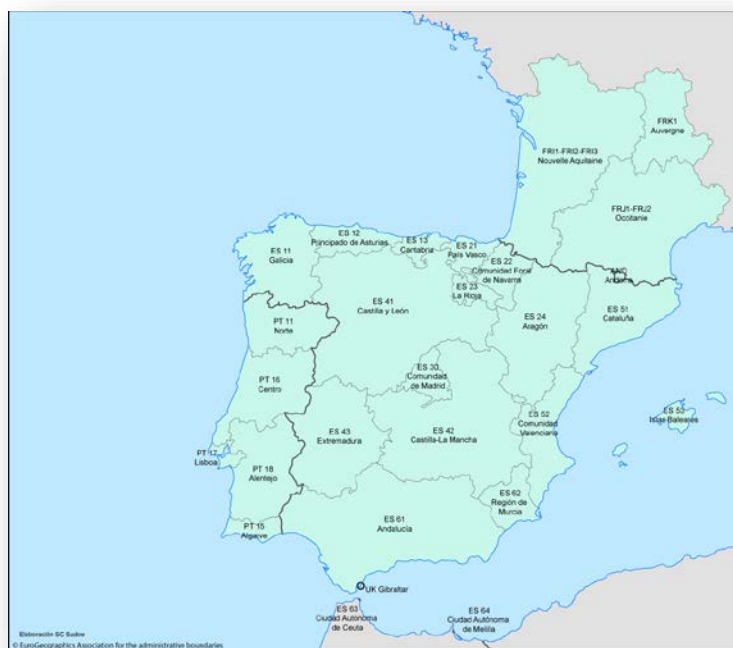 FRK1
Auvergne
FRI1-FRI2-FRI3
Nouvelle Aquitaine
FRJ1-FRJ2
Occitanie
ES 12
Principado de Asturias
ES 13
Cantabria
ES 21
País Vasco
ES 11
Galicia
ES 22
Comunidad Foral
de Navarra
AND
Andorra
ES 23
La Rioja
ES 41
Castilla y León
ES 24
Aragón
ES 51
Cataluña
PT 11
Norte
ES 30
Comunidad
de Madrid
PT 16
Centro
ES 52
Comunidad
Valenciana
ES 53
Islas Baleares
ES 43
Extremadura
ES 42
Castilla-La Mancha
PT 17
Lisboa
PT 18
Alentejo
ES 62
Región de
Murcia
PT 15
Algarve
ES 61
Andalucía
UK Gibraltar
ES 63
Ciudad Autónoma
de Ceuta
ES 64
Ciudad Autónoma
de Melilla
Elaboración SC Sudoe
© EuroGeographics Association for the administrative boundaries